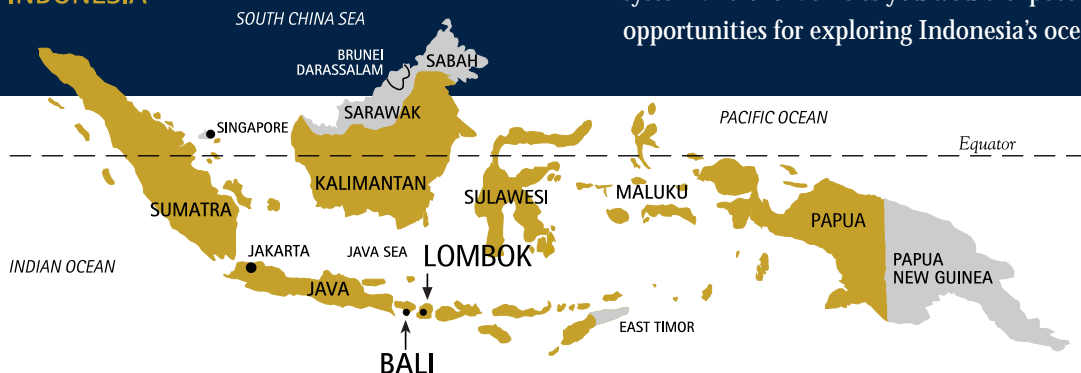 INDONESIA
opportunities for exploring Indonesia's oce
SOUTH CHINA SEA
BRUNEI
DARASSALAM
SABAH
SARAWAK
SINGAPORE
PACIFIC OCEAN
Equator
KALIMANTAN
SUMATRA
SULAWESI
MALUKU
PAPUA
JAKARTA
JAVA SEA
LOMBOK
INDIAN OCEAN
PAPUA
NEW GUINEA
JAVA
EAST TIMOR
BALI